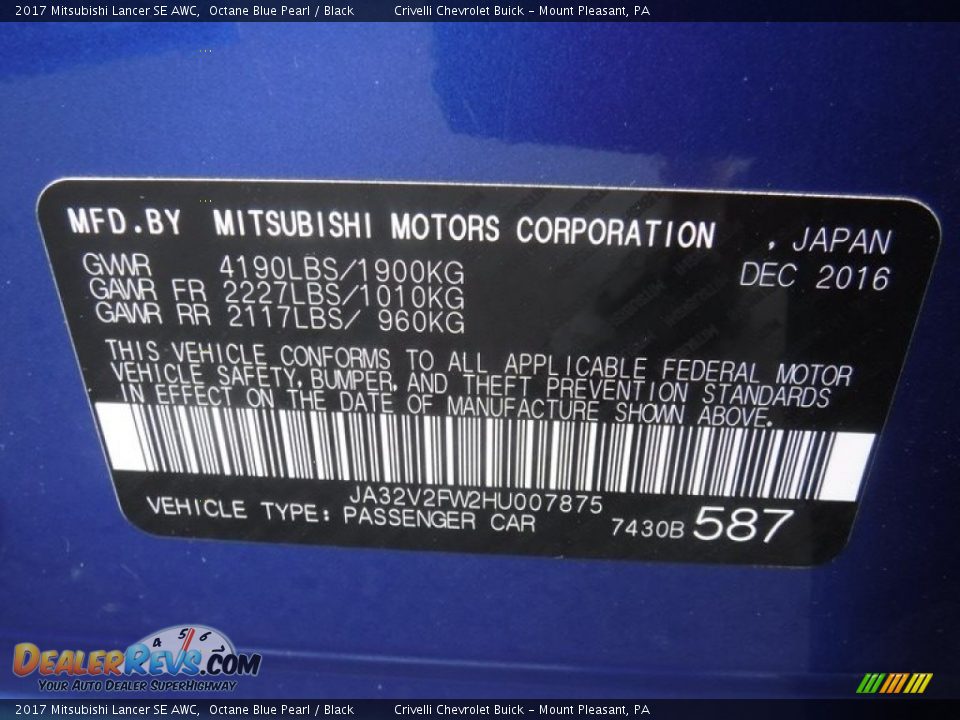 2017 Mitsubishi Lancer SE AWC, Octane Blue Pearl / Black Crivelli Chevrolet Buick - Mount Pleasant, PA
MFD.BY MITSUBISHI MOTORS CORPORATION , JAPAN
GVWR 4190LBS/1900KG DEC 2016
GAWR FR 2227LBS/1010KG
GAWR RR 2117LBS/ 960KG
THIS VEHICLE CONFORMS TO ALL APPLICABLE FEDERAL MOTOR
VEHICLE SAFETY, BUMPER, AND THEFT PREVENTION STANDARDS
IN EFFECT ON THE DATE OF MANUFACTURE SHOWN ABOVE.
JA32V2FW2HU007875
VEHICLE TYPE: PASSENGER CAR 7430B 587
4 5 6
DEALERREVS.COM
YOUR AUTO DEALER SUPERHIGHWAY
2017 Mitsubishi Lancer SE AWC, Octane Blue Pearl / Black Crivelli Chevrolet Buick - Mount Pleasant, PA